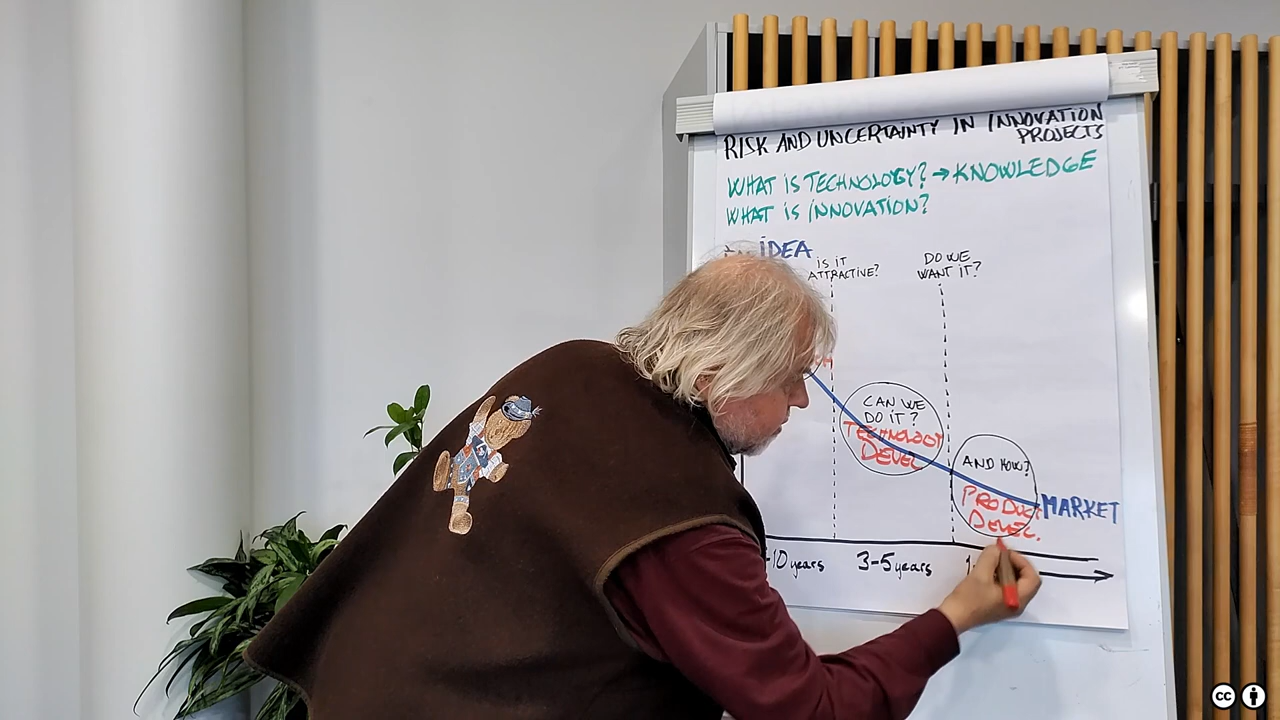 RISK AND UNCERTAINTY IN INNOVATION
PROJECTS
WHAT IS TECHNOLOGY? → KNOWLEDGE
WHAT IS INNOVATION?
IDEA
IS IT
ATTRACTIVE?
DO WE
WANT IT?
CAN WE
DO IT?
TECHNOLOGY
DEVEL
AND HOW?
PRODUCT
DEVEL.
MARKET
-10 years
3-5 years
cc